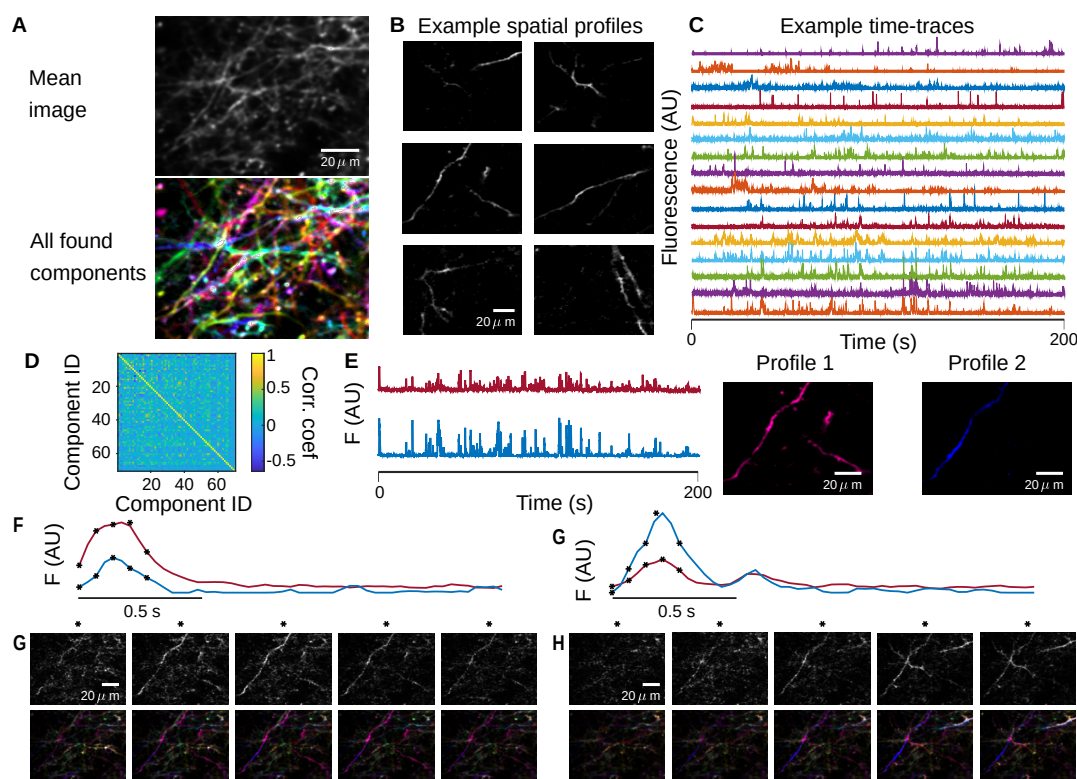 A
Mean
image
20 μ m
All found
components
B
Example spatial profiles
20 μ m
C
Example time-traces
Fluorescence (AU)
0
Time (s)
200
D
Component ID
20
40
60
20
40
60
Component ID
1
0.5
0
-0.5
Corr. coef
E
F (AU)
0
Time (s)
200
Profile 1
20 μ m
Profile 2
20 μ m
F
F (AU)
0.5 s
* * * * *
G
F (AU)
0.5 s
* * * * *
G
20 μ m
H
20 μ m